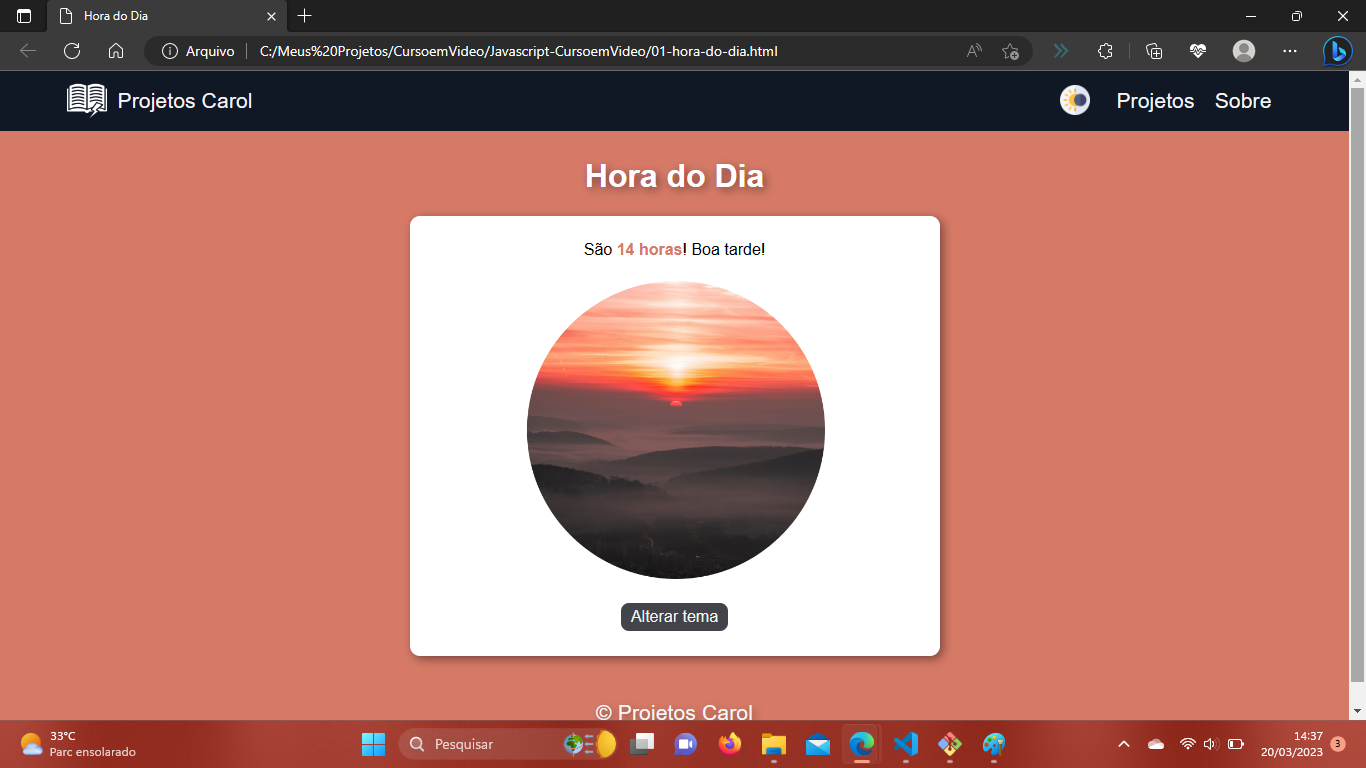 Hora do Dia
Arquivo
C:/Meus%20Projetos/CursoemVideo/Javascript-CursoemVideo/01-hora-do-dia.html
Projetos Carol
Projetos
Sobre
Hora do Dia
São 14 horas! Boa tarde!
Alterar tema
© Projetos Carol
33°C
Parc ensolarado
Pesquisar
14:37
20/03/2023
3